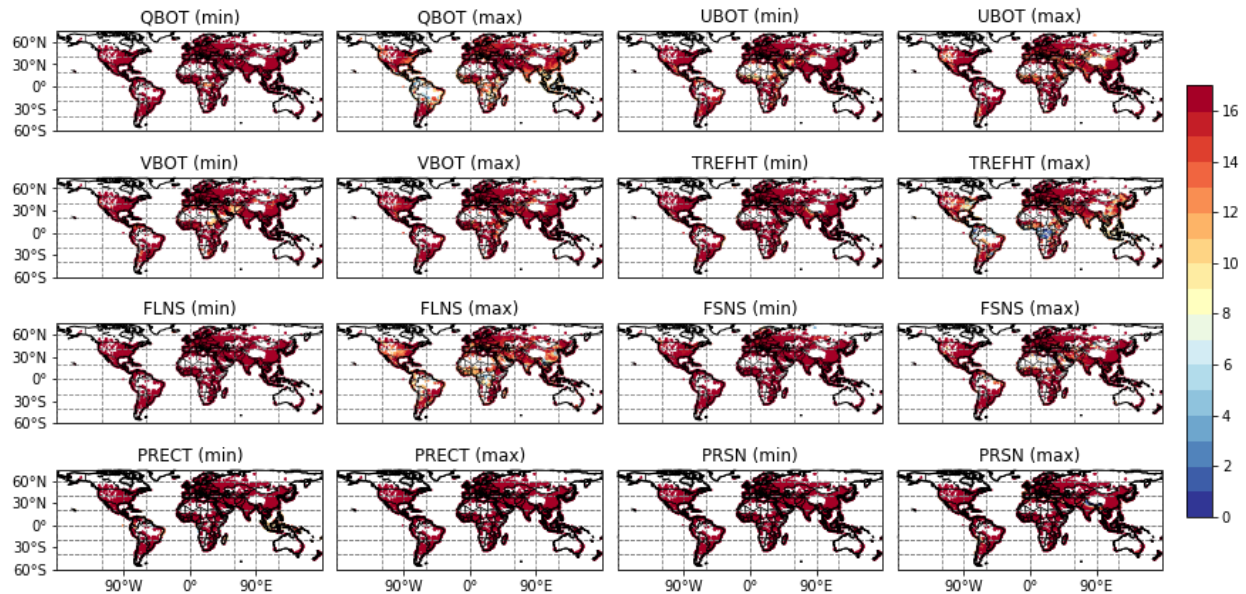 QBOT (min) QBOT (max) UBOT (min) UBOT (max)
60°N
30°N
0°
30°S
60°S
VBOT (min) VBOT (max) TREFHT (min) TREFHT (max)
60°N
30°N
0°
30°S
60°S
FLNS (min) FLNS (max) FSNS (min) FSNS (max)
60°N
30°N
0°
30°S
60°S
PRECT (min) PRECT (max) PRSN (min) PRSN (max)
60°N
30°N
0°
30°S
60°S
90°W 0° 90°E 90°W 0° 90°E 90°W 0° 90°E 90°W 0° 90°E
16
14
12
10
8
6
4
2
0